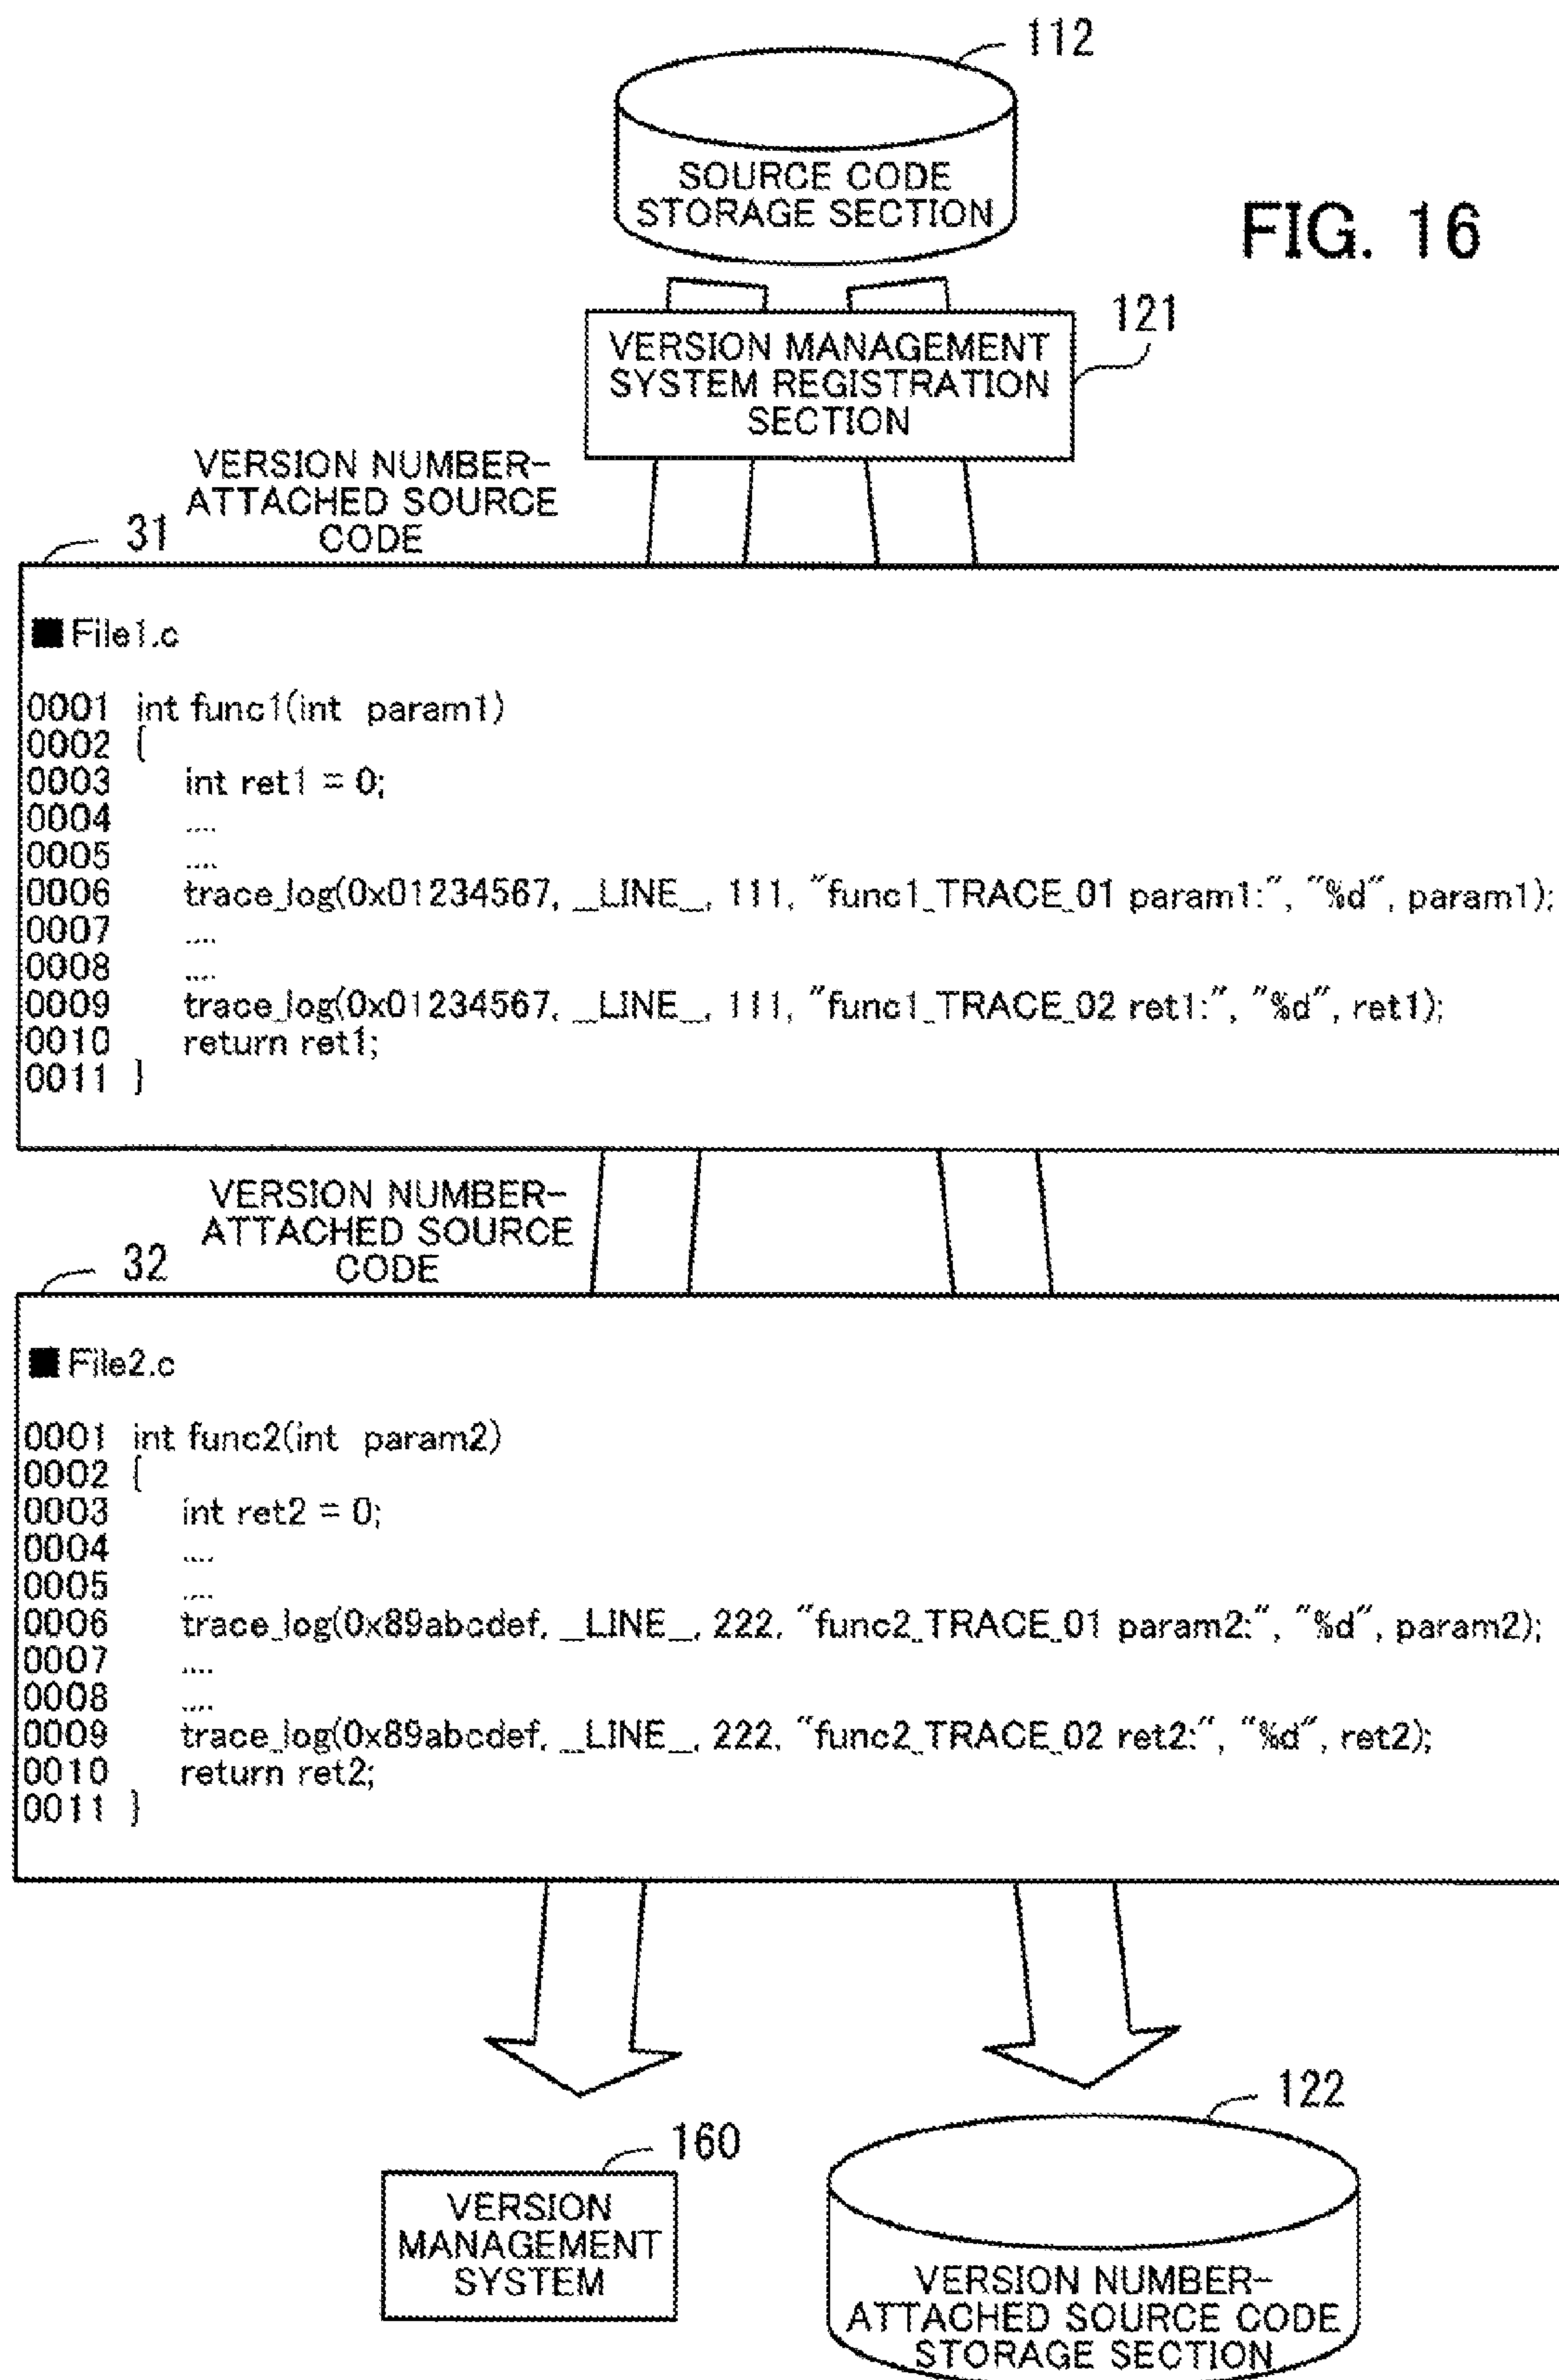 112
SOURCE CODE
STORAGE SECTION
FIG. 16
121
VERSION MANAGEMENT
SYSTEM REGISTRATION
SECTION
VERSION NUMBER-
ATTACHED SOURCE
CODE
31
■ File1.c
0001 int func1(int param1)
0002 {
0003 int ret1 = 0;
0004 ....
0005 ....
0006 trace_log(0x01234567, __LINE__, 111, "func1_TRACE_01 param1:", "%d", param1);
0007 ....
0008 ....
0009 trace_log(0x01234567, __LINE__, 111, "func1_TRACE_02 ret1:", "%d", ret1);
0010 return ret1;
0011 }
VERSION NUMBER-
ATTACHED SOURCE
CODE
32
■ File2.c
0001 int func2(int param2)
0002 {
0003 int ret2 = 0;
0004 ....
0005 ....
0006 trace_log(0x89abcdef, __LINE__, 222, "func2_TRACE_01 param2:", "%d", param2);
0007 ....
0008 ....
0009 trace_log(0x89abcdef, __LINE__, 222, "func2_TRACE_02 ret2:", "%d", ret2);
0010 return ret2;
0011 }
122
160
VERSION
MANAGEMENT
SYSTEM
VERSION NUMBER-
ATTACHED SOURCE CODE
STORAGE SECTION